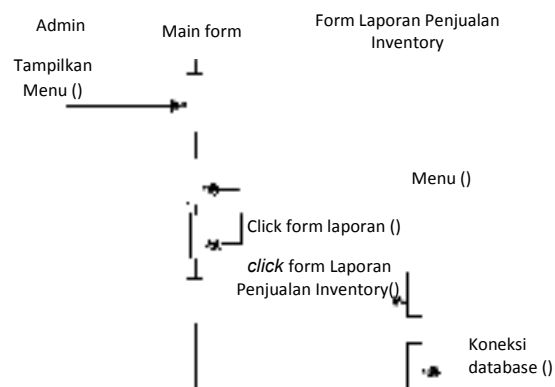 Admin
Main form
Form Laporan Penjualan
Inventory
Tampilkan
Menu ()
Menu ()
Click form laporan ()
click form Laporan
Penjualan Inventory()
Koneksi
database ()